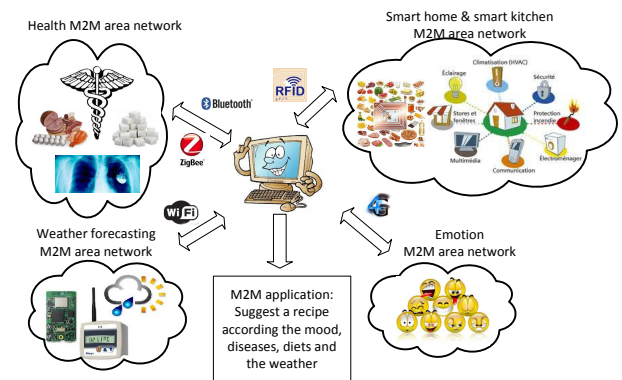 Health M2M area network
Smart home & smart kitchen
M2M area network
RFiD
Bluetooth
ZigBee
Climatisation (HVAC)
Éclairage
Sécurité
Stores et
fenêtres
Protection
incendie
Multimédia
Électroménager
Communication
WiFi
4G
Weather forecasting
M2M area network
Emotion
M2M area network
M2M application:
Suggest a recipe
according the mood,
diseases, diets and
the weather